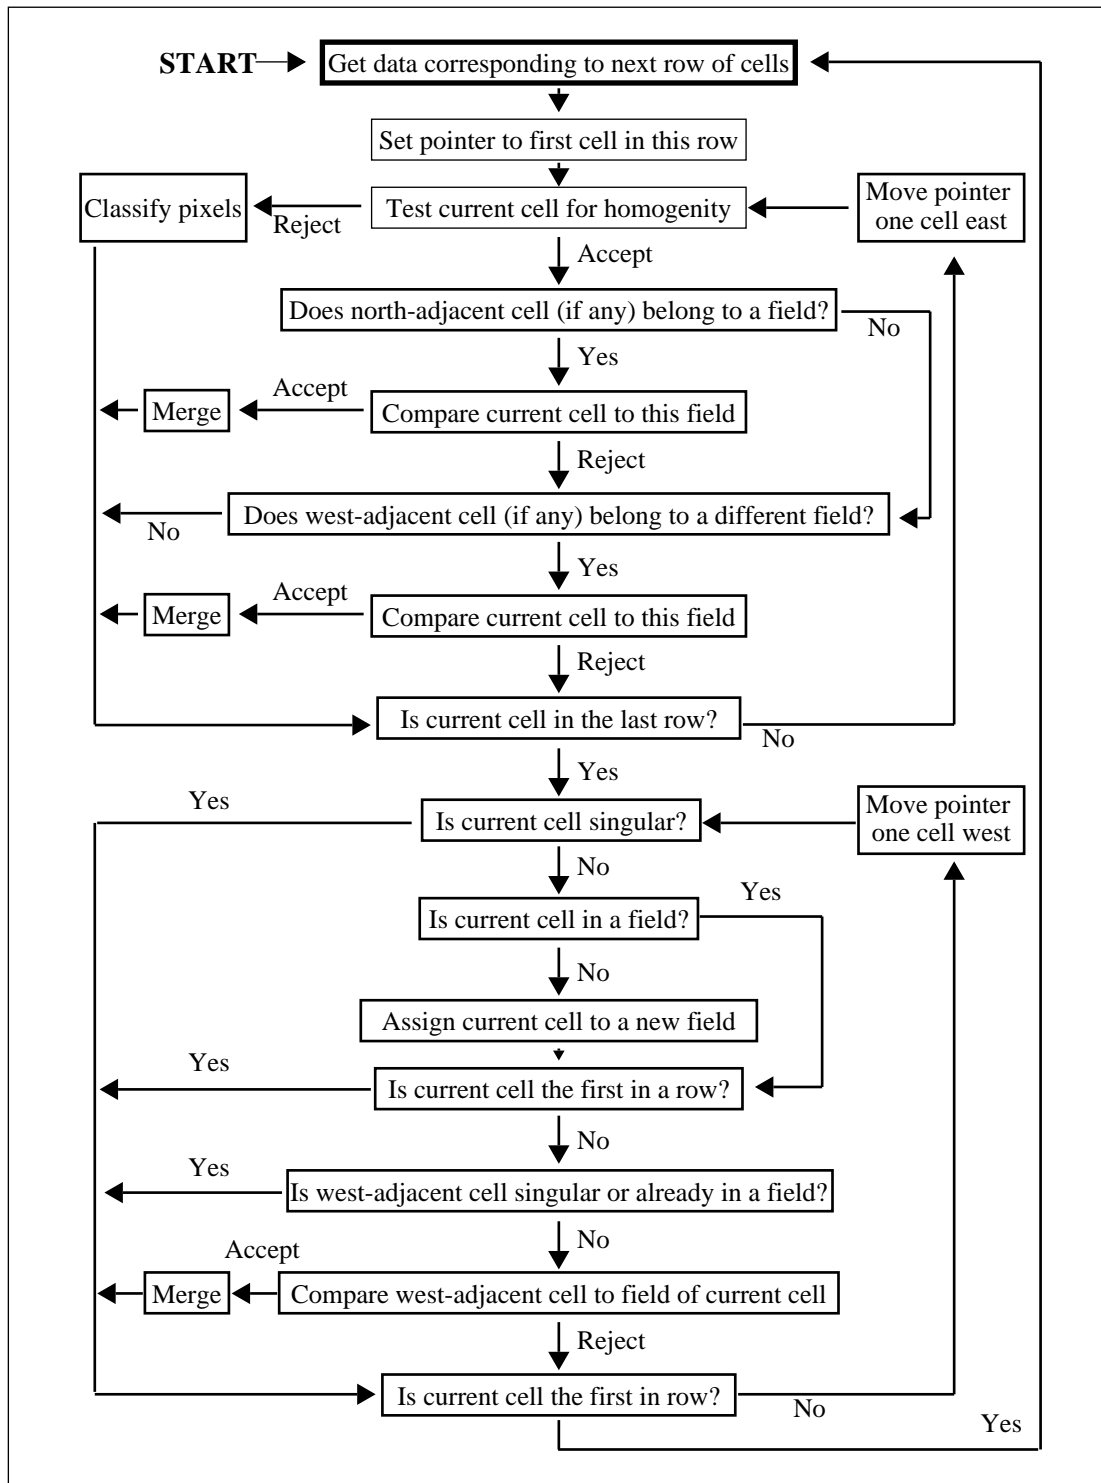 START
Get data corresponding to next row of cells
Set pointer to first cell in this row
Classify pixels
Reject
Test current cell for homogenity
Move pointer
one cell east
Accept
Does north-adjacent cell (if any) belong to a field?
No
Yes
Merge
Accept
Compare current cell to this field
Reject
No
Does west-adjacent cell (if any) belong to a different field?
Yes
Merge
Accept
Compare current cell to this field
Reject
Is current cell in the last row?
No
Yes
Yes
Is current cell singular?
Move pointer
one cell west
No
Yes
Is current cell in a field?
No
Assign current cell to a new field
Yes
Is current cell the first in a row?
No
Yes
Is west-adjacent cell singular or already in a field?
No
Accept
Merge
Compare west-adjacent cell to field of current cell
Reject
Is current cell the first in row?
No
Yes